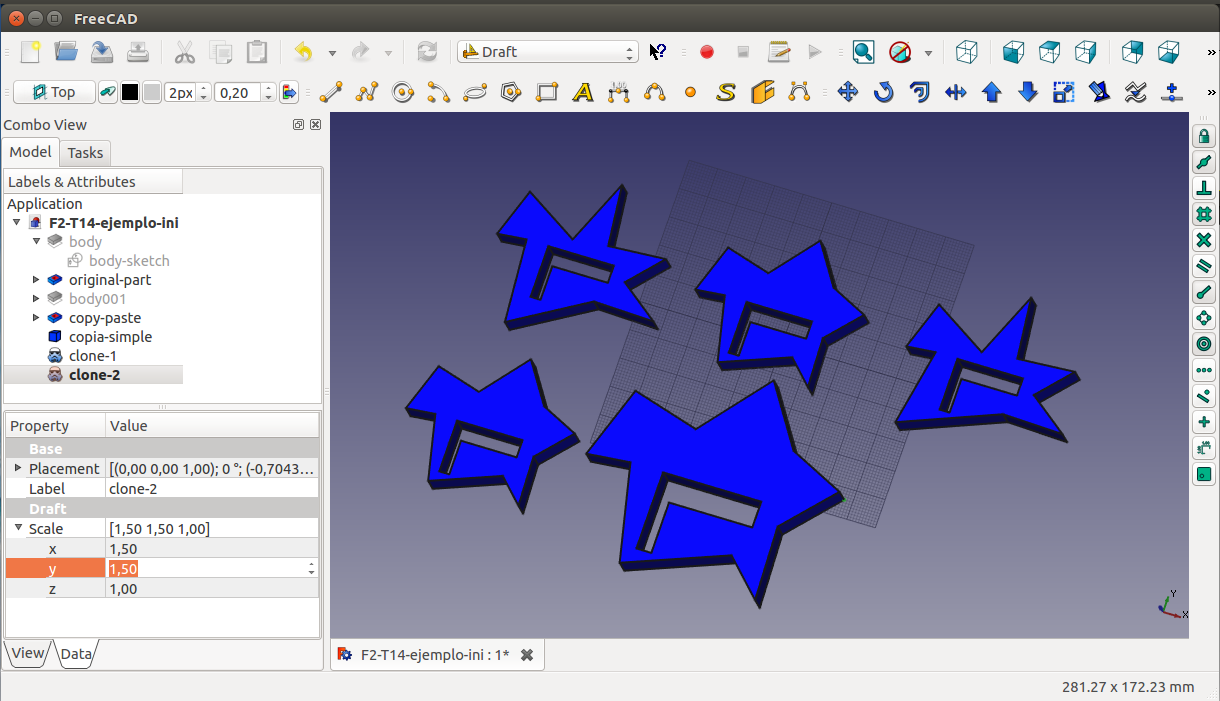 FreeCAD
Draft
Top
2px
0,20
Combo View
Model
Tasks
Labels & Attributes
Application
F2-T14-ejemplo-ini
body
body-sketch
original-part
body001
copy-paste
copia-simple
clone-1
clone-2
Property Value
Base
Placement [(0,00 0,00 1,00); 0 °; (-0,7043...
Label clone-2
Draft
Scale [1,50 1,50 1,00]
x 1,50
y 1,50
z 1,00
View
Data
Y
X
F2-T14-ejemplo-ini : 1*
281.27 x 172.23 mm